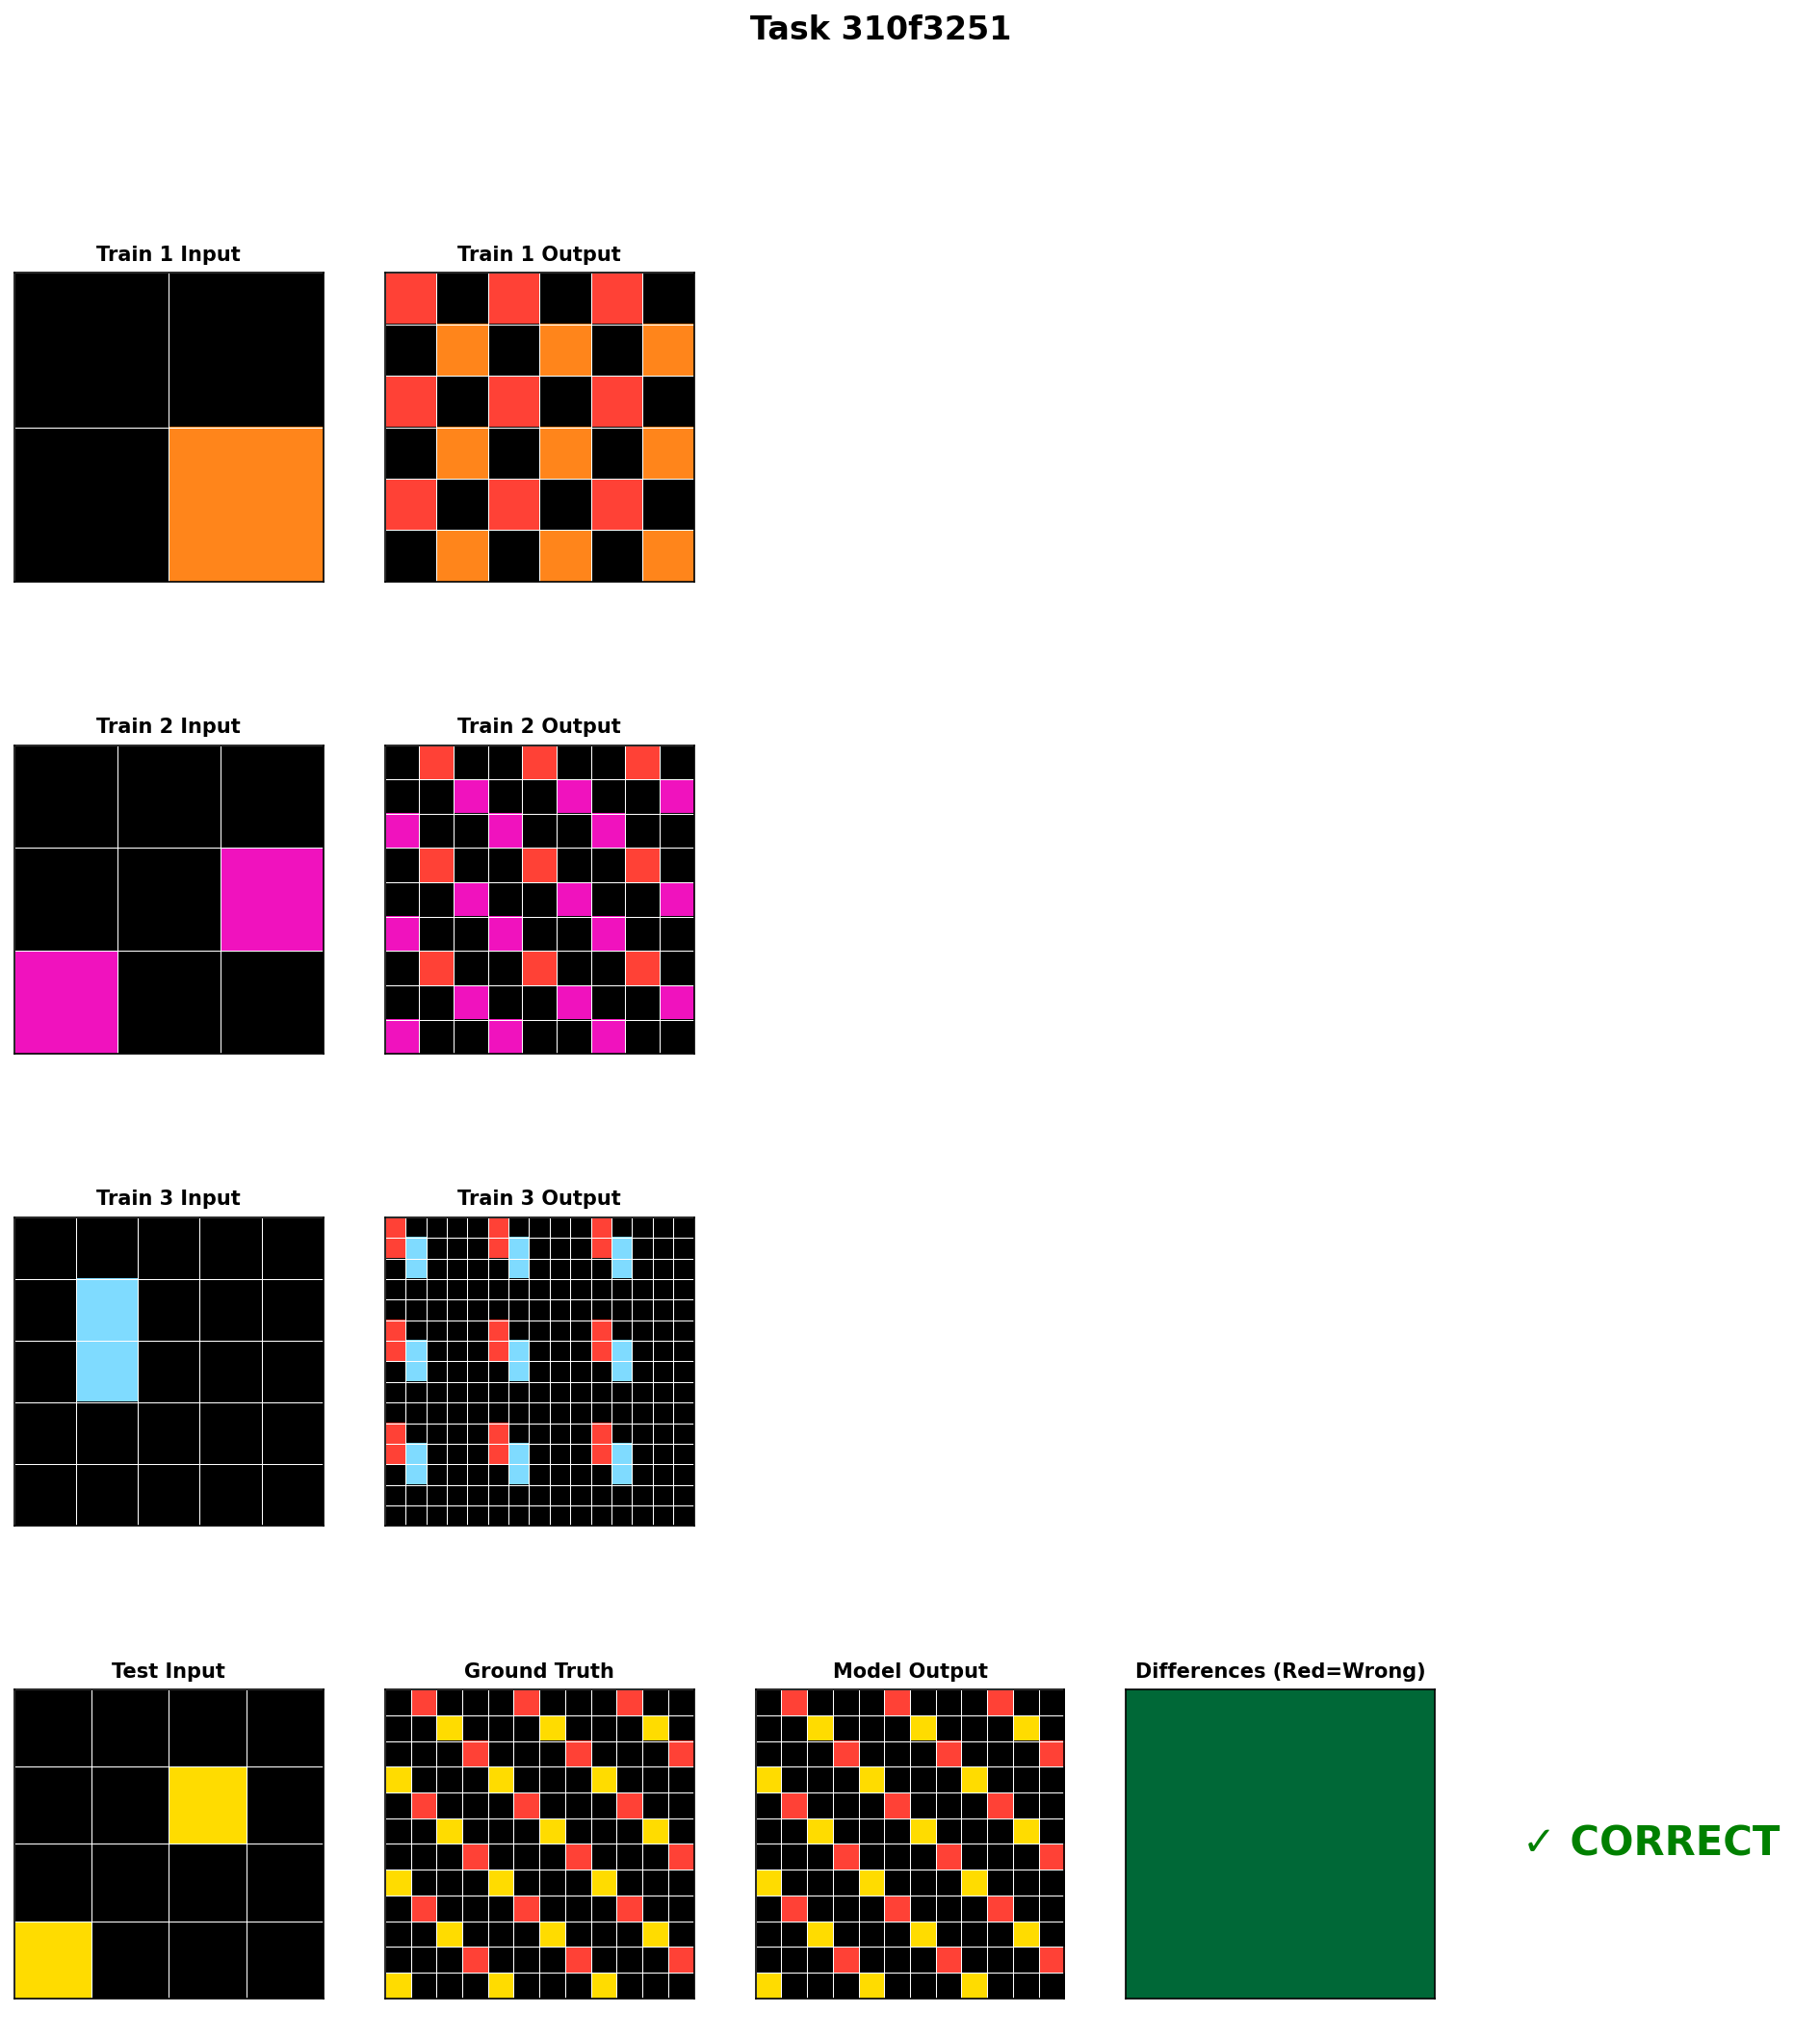 Task 310f3251
Train 1 Input
Train 1 Output
Train 2 Input
Train 2 Output
Train 3 Input
Train 3 Output
Test Input
Ground Truth
Model Output
Differences (Red=Wrong)
✓ CORRECT